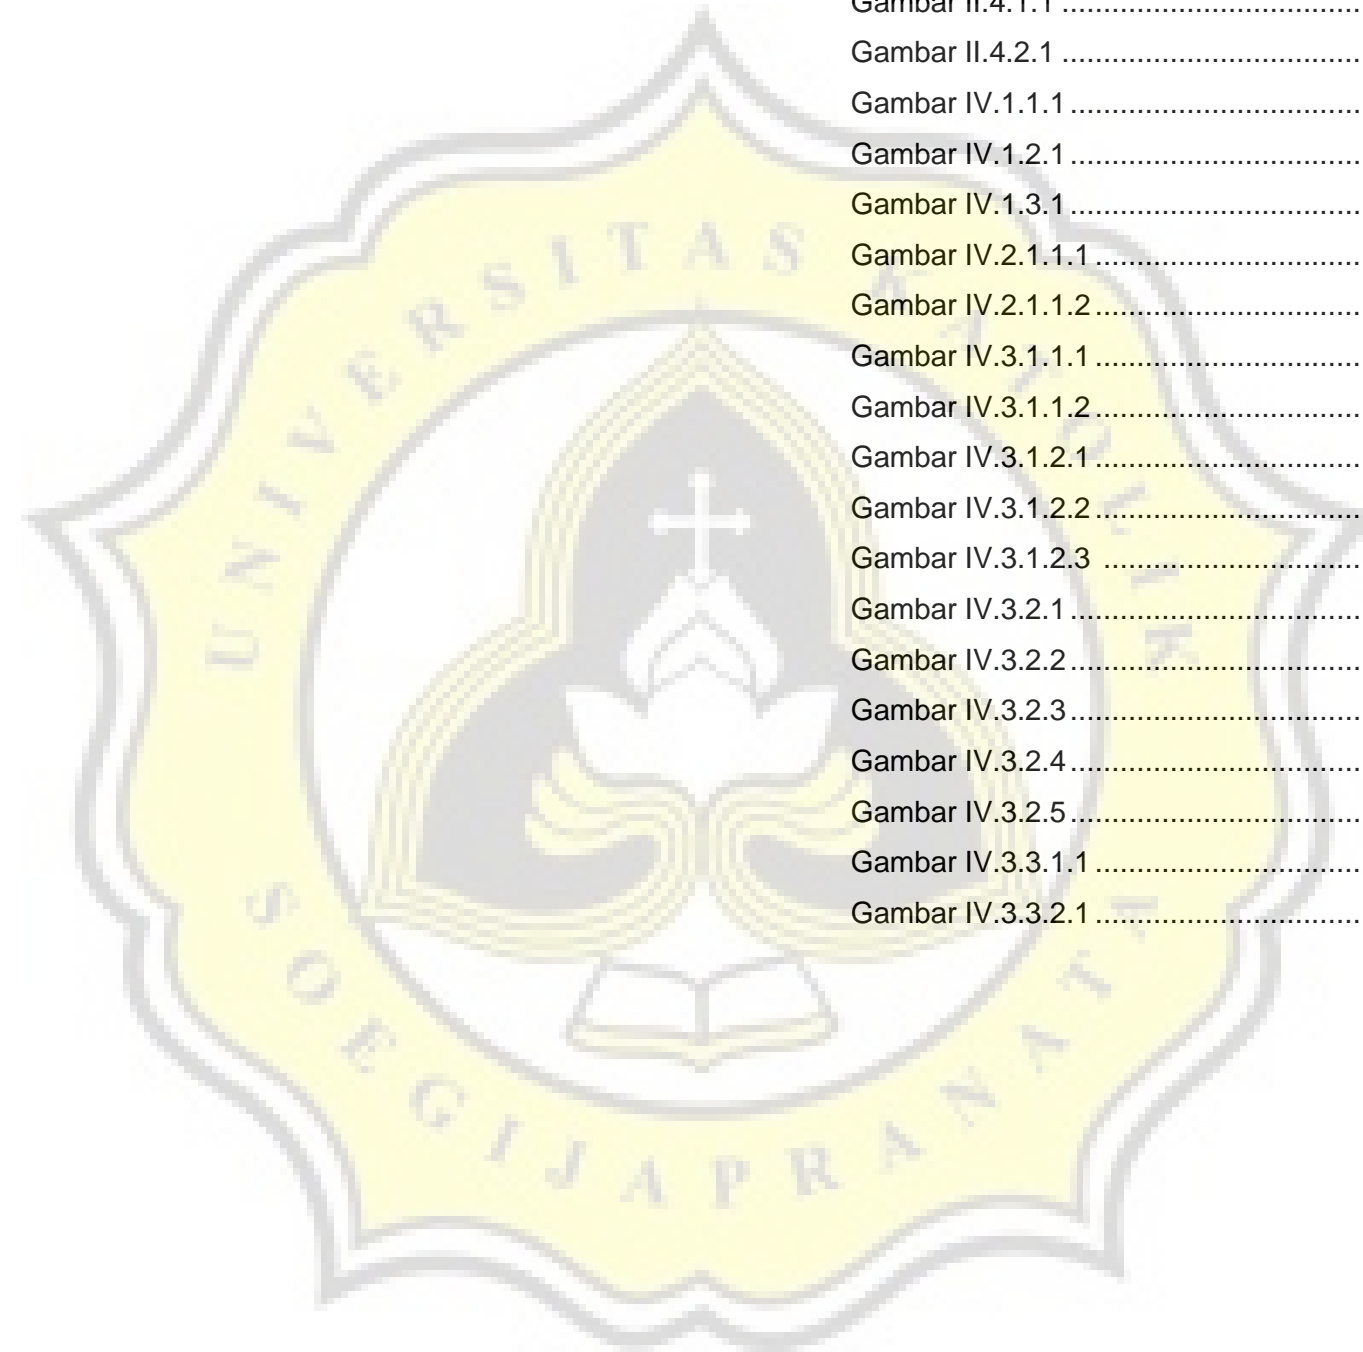 Gambar II.4.1.1 ....................................
Gambar II.4.2.1 ....................................
Gambar IV.1.1.1 ...................................
Gambar IV.1.2.1 ...................................
Gambar IV.1.3.1 ...................................
Gambar IV.2.1.1.1 ................................
Gambar IV.2.1.1.2 ................................
Gambar IV.3.1.1.1 ................................
Gambar IV.3.1.1.2 ................................
Gambar IV.3.1.2.1 ................................
Gambar IV.3.1.2.2 ................................
Gambar IV.3.1.2.3 ...............................
Gambar IV.3.2.1 ...................................
Gambar IV.3.2.2 ...................................
Gambar IV.3.2.3 ...................................
Gambar IV.3.2.4 ...................................
Gambar IV.3.2.5 ...................................
Gambar IV.3.3.1.1 ................................
Gambar IV.3.3.2.1 ................................
UNIVERSITAS KATOLIK
SOEGIJAPRANATA